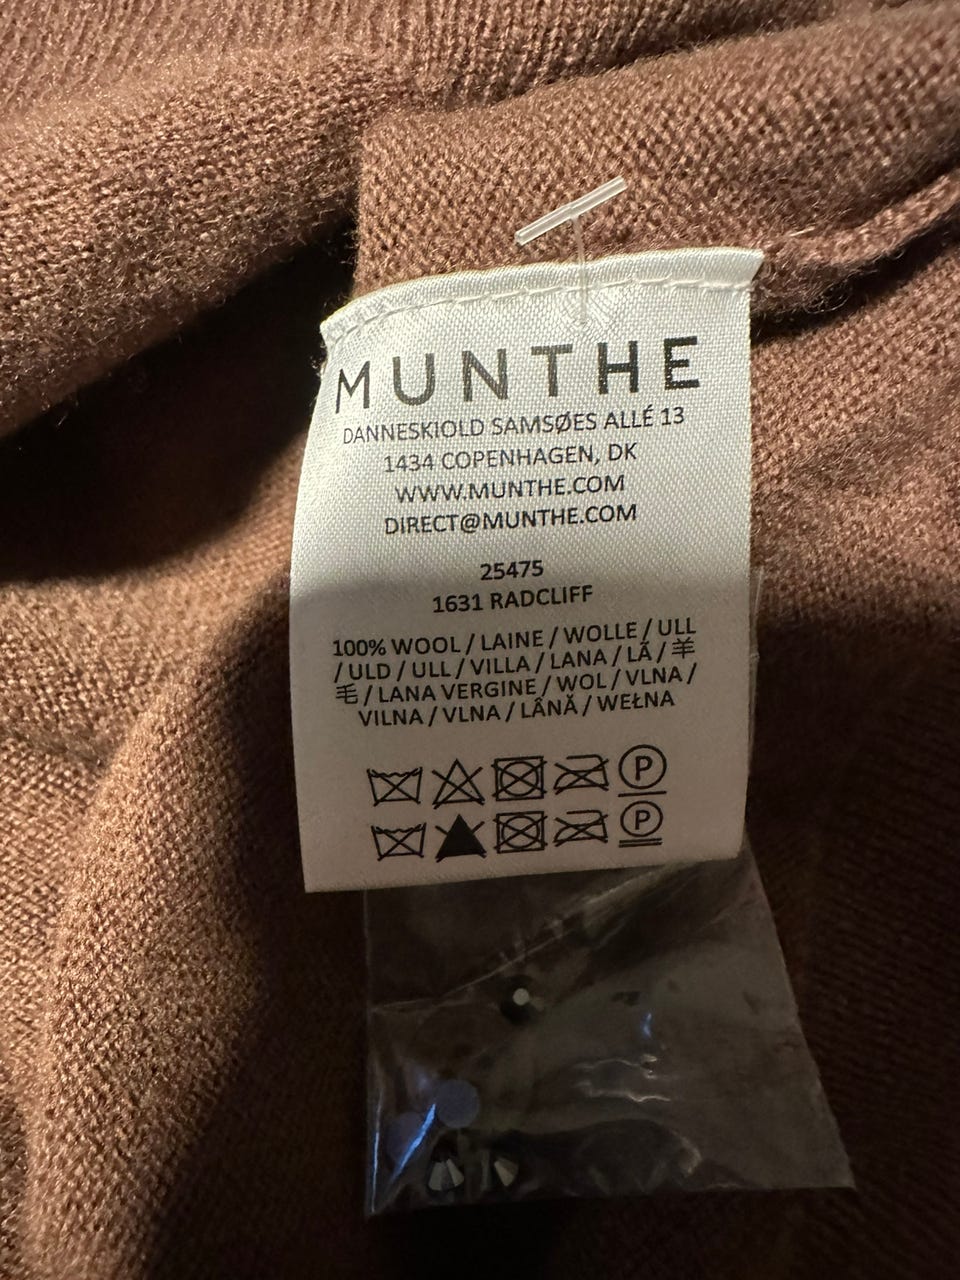 MUNTHE
DANNESKIOLD SAMSØES ALLÉ 13
1434 COPENHAGEN, DK
WWW.MUNTHE.COM
DIRECT@MUNTHE.COM
25475
1631 RADCLIFF
100% WOOL / LAINE / WOLLE / ULL
/ ULD / ULL / VILLA / LANA / LÃ / 羊
毛 / LANA VERGINE / WOL / VLNA /
VILNA / VLNA / LÂNĂ / WEŁNA
P
P